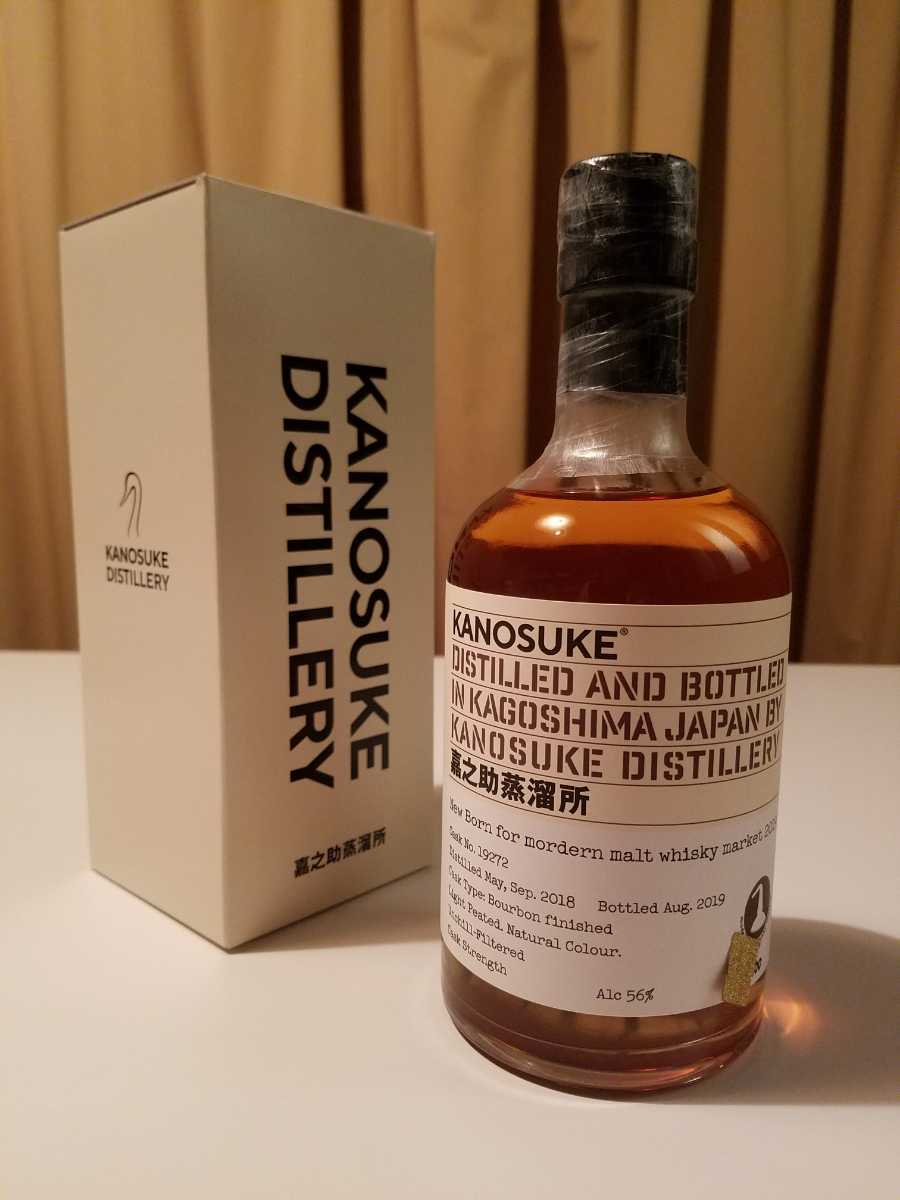 KANOSUKE
DISTILLERY
KANOSUKE
DISTILLERY
嘉之助蒸溜所
KANOSUKE®
DISTILLED AND BOTTLED
IN KAGOSHIMA JAPAN BY
KANOSUKE DISTILLERY
嘉之助蒸溜所
New Born for mordern malt whisky market
Cask No. 19272
Distilled May, Sep. 2018 Bottled Aug. 2019
Cask Type: Bourbon finished
Light Peated. Natural Colour.
Cask Strength
Alc 56%